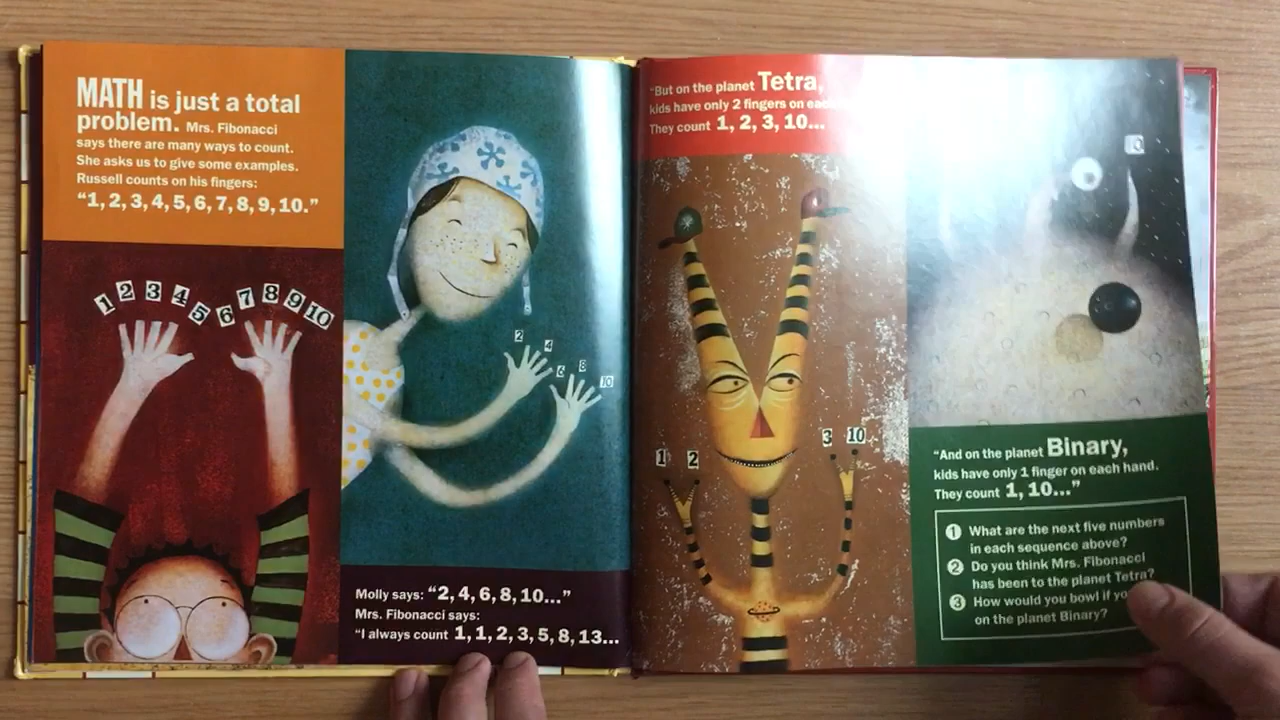 MATH is just a total
problem. Mrs. Fibonacci
says there are many ways to count.
She asks us to give some examples.
Russell counts on his fingers:
“1, 2, 3, 4, 5, 6, 7, 8, 9, 10.”
1 2 3 4 5 6 7 8 9 10
2 4 6 8 10
Molly says: “2, 4, 6, 8, 10...”
Mrs. Fibonacci says:
“I always count 1, 1, 2, 3, 5, 8, 13...
“But on the planet Tetra,
kids have only 2 fingers on each
They count 1, 2, 3, 10...
1 2 3 10
10
“And on the planet Binary,
kids have only 1 finger on each hand.
They count 1, 10...”
1 What are the next five numbers
in each sequence above?
2 Do you think Mrs. Fibonacci
has been to the planet Tetra?
3 How would you bowl if
on the planet Binary?